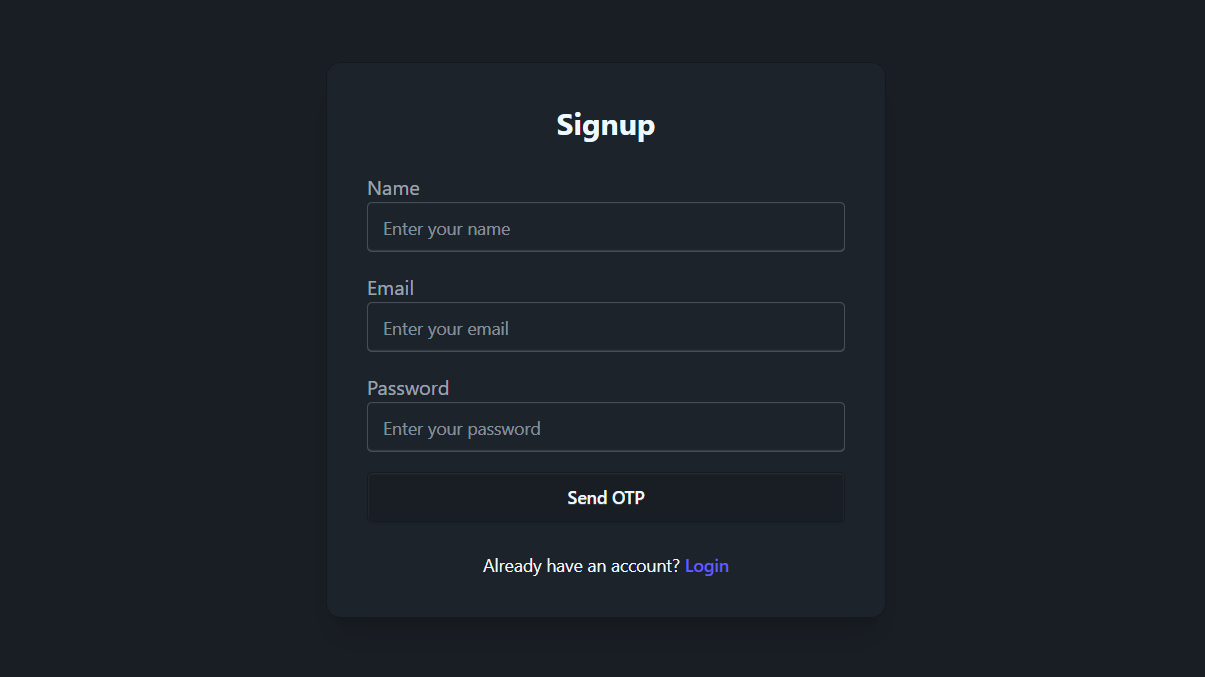 Signup
Name
Enter your name
Email
Enter your email
Password
Enter your password
Send OTP
Already have an account? Login